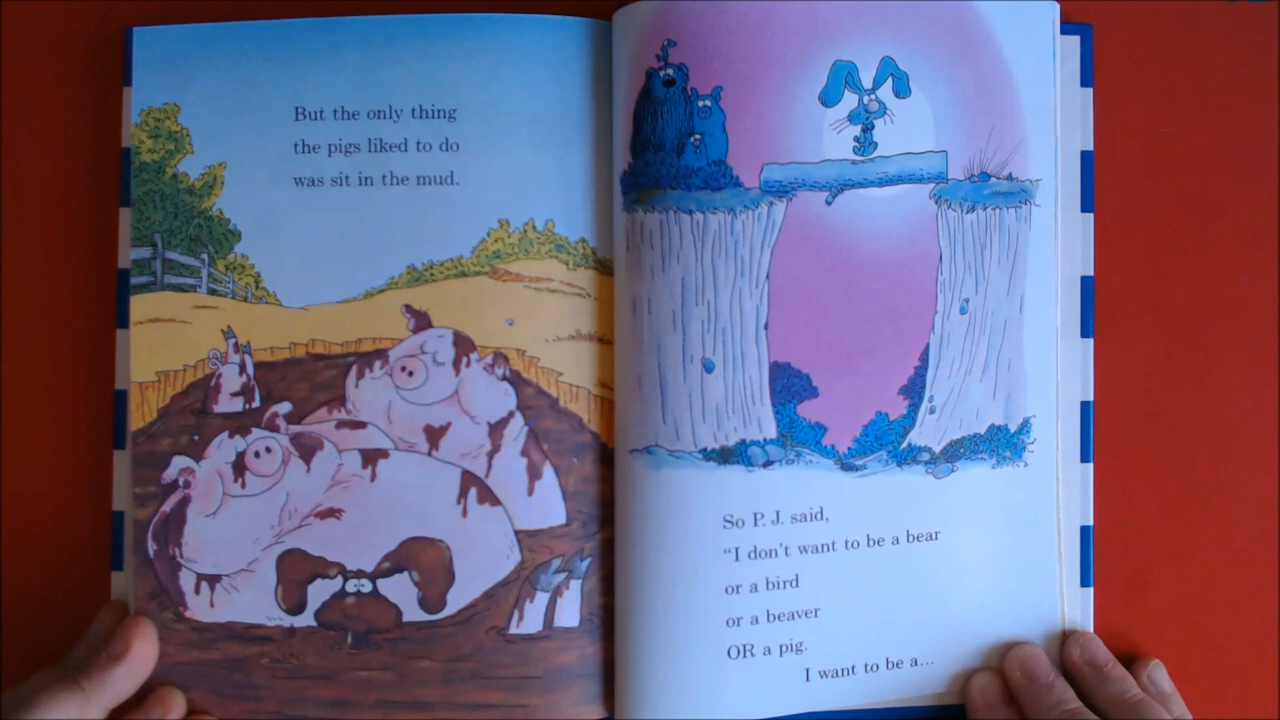 But the only thing
the pigs liked to do
was sit in the mud.
So P. J. said,
“I don't want to be a bear
or a bird
or a beaver
OR a pig.
I want to be a...